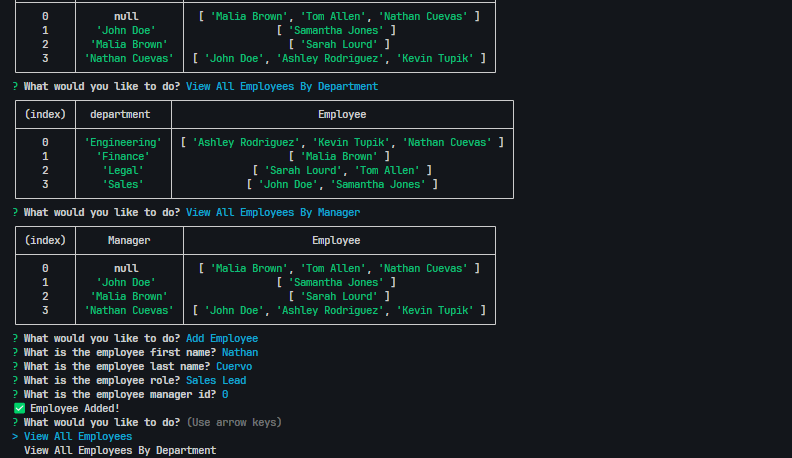 0 null [ 'Malia Brown', 'Tom Allen', 'Nathan Cuevas' ]
1 'John Doe' [ 'Samantha Jones' ]
2 'Malia Brown' [ 'Sarah Lourd' ]
3 'Nathan Cuevas' [ 'John Doe', 'Ashley Rodriguez', 'Kevin Tupik' ]
? What would you like to do? View All Employees By Department
(index) department Employee
0 'Engineering' [ 'Ashley Rodriguez', 'Kevin Tupik', 'Nathan Cuevas' ]
1 'Finance' [ 'Malia Brown' ]
2 'Legal' [ 'Sarah Lourd', 'Tom Allen' ]
3 'Sales' [ 'John Doe', 'Samantha Jones' ]
? What would you like to do? View All Employees By Manager
(index) Manager Employee
0 null [ 'Malia Brown', 'Tom Allen', 'Nathan Cuevas' ]
1 'John Doe' [ 'Samantha Jones' ]
2 'Malia Brown' [ 'Sarah Lourd' ]
3 'Nathan Cuevas' [ 'John Doe', 'Ashley Rodriguez', 'Kevin Tupik' ]
? What would you like to do? Add Employee
? What is the employee first name? Nathan
? What is the employee last name? Cuervo
? What is the employee role? Sales Lead
? What is the employee manager id? 0
✅ Employee Added!
? What would you like to do? (Use arrow keys)
> View All Employees
View All Employees By Department